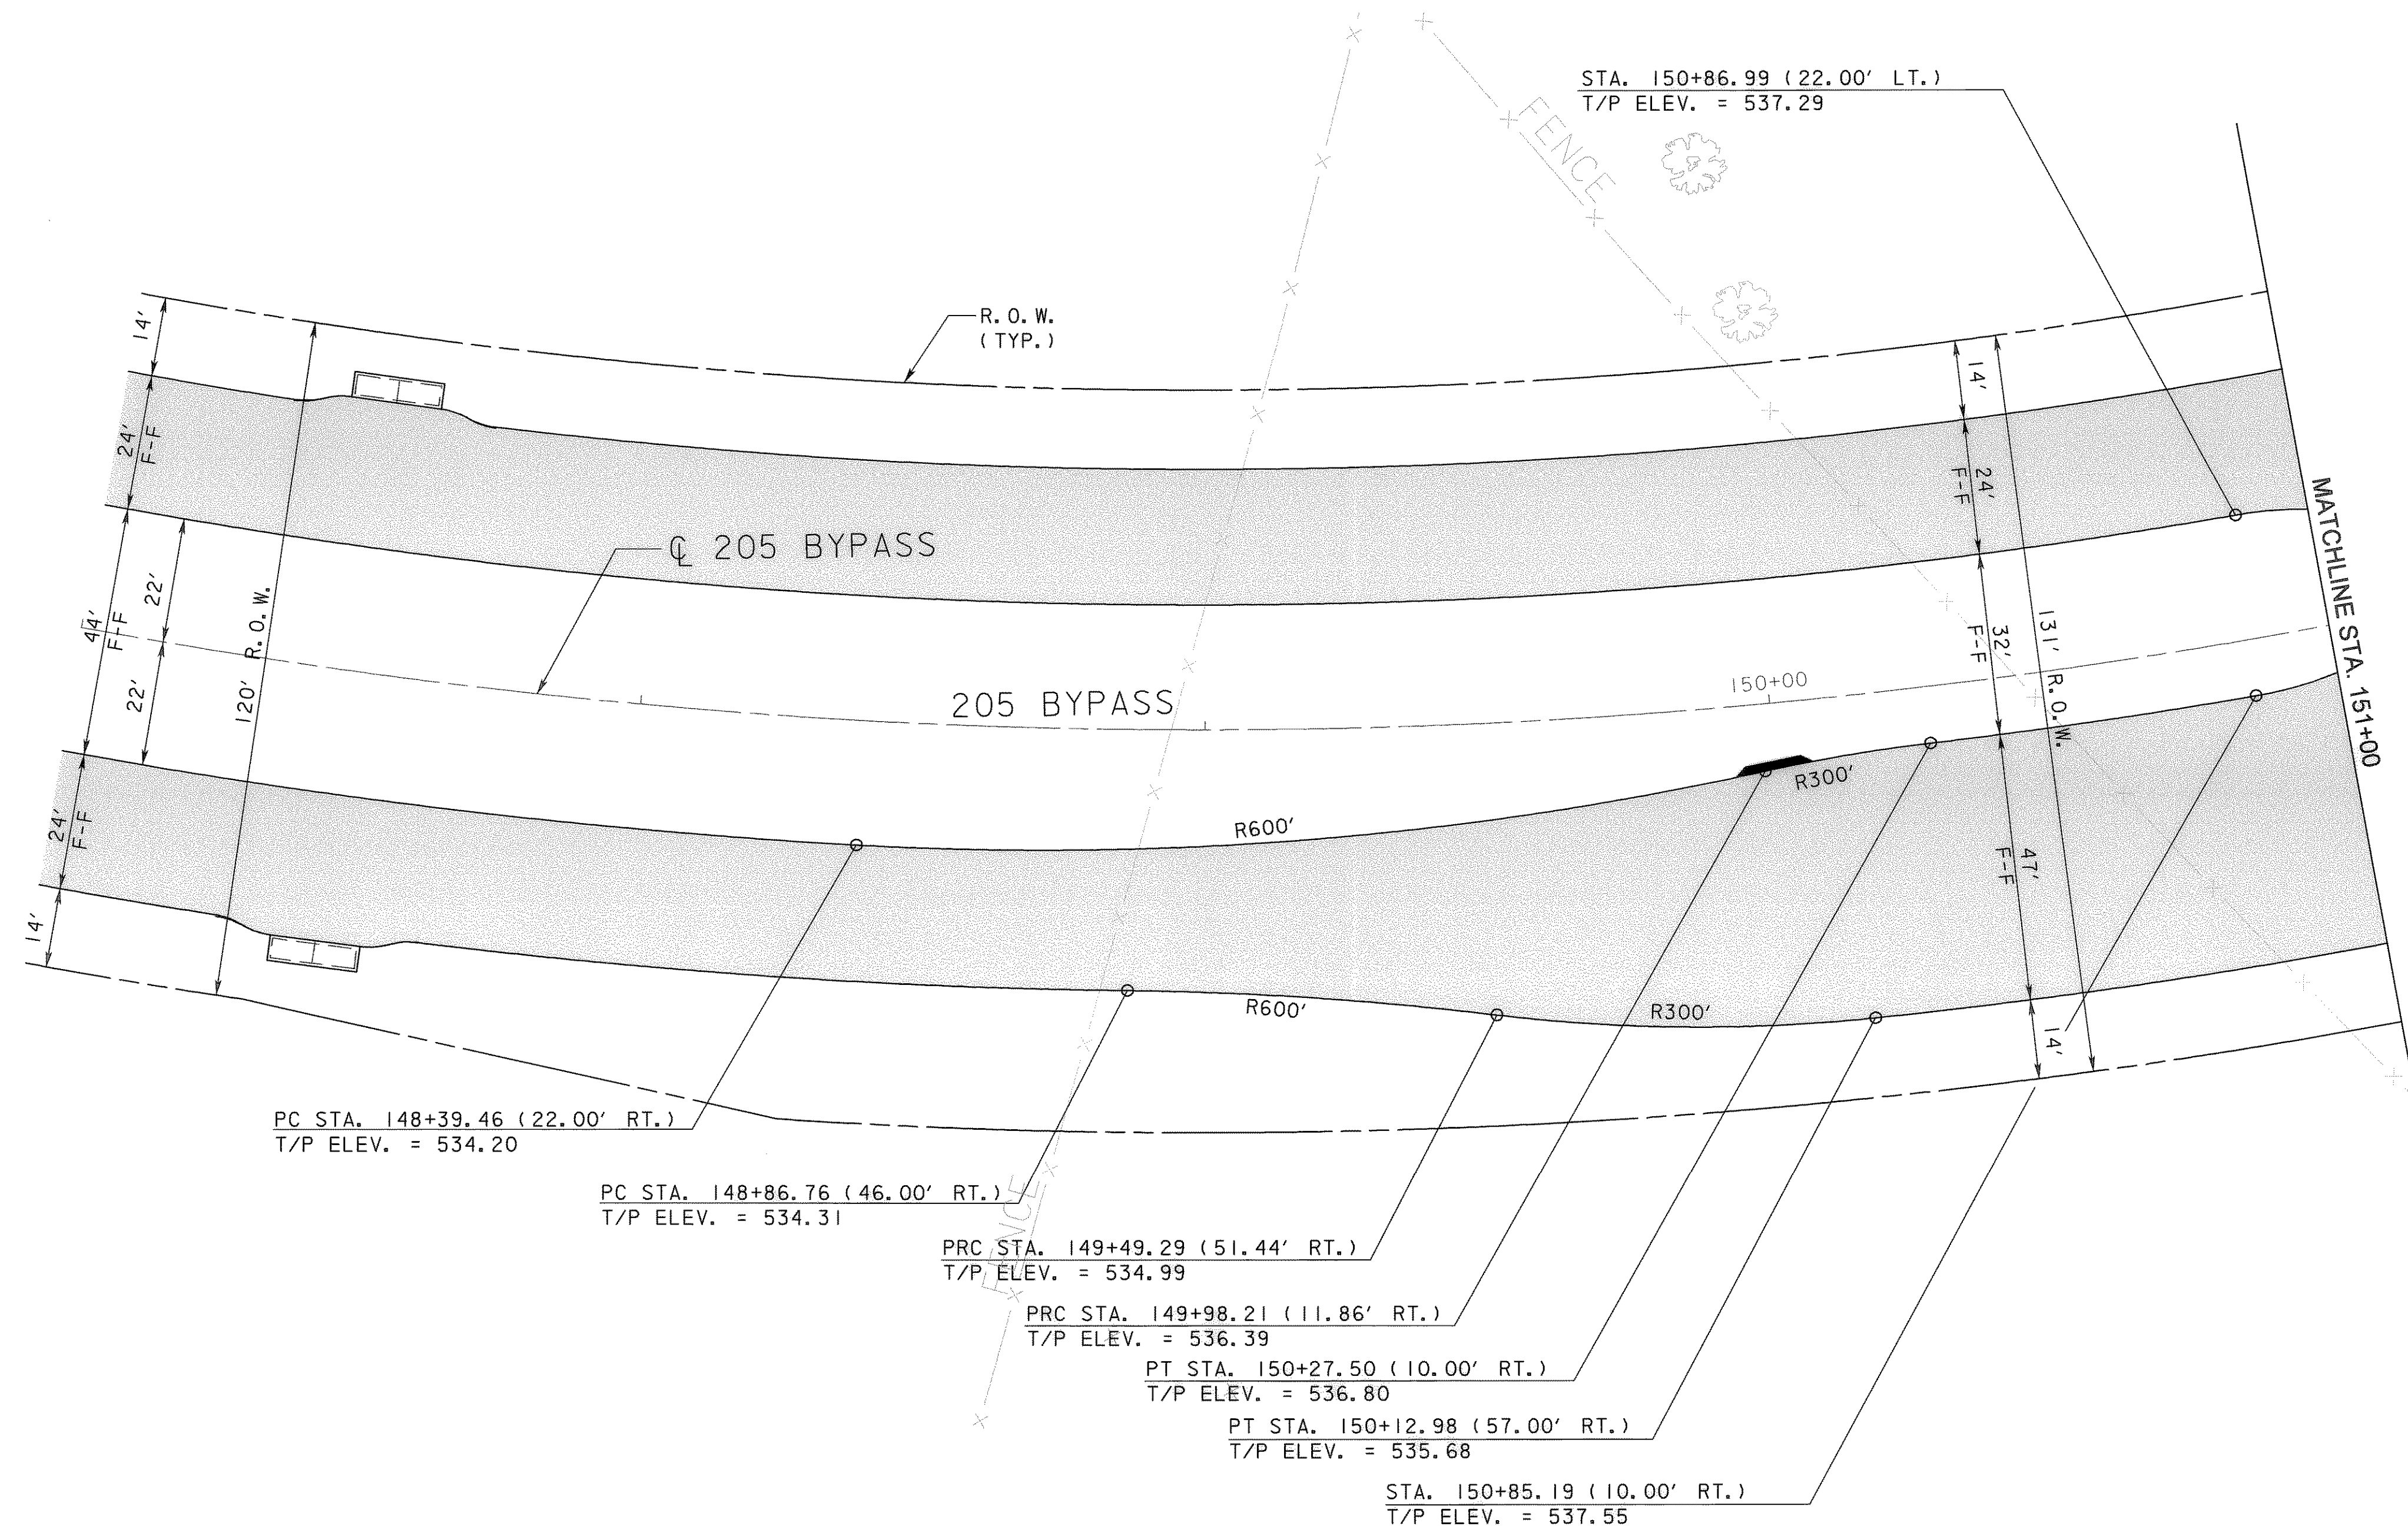 STA. 150+86.99 (22.00' LT.)
T/P ELEV. = 537.29
FENCE
R.O.W.
(TYP.)
14'
24'
F-F
44'
F-F
22'
22'
120' R.O.W.
24'
F-F
14'
℄ 205 BYPASS
205 BYPASS
150+00
14'
24'
F-F
32'
F-F
131' R.O.W.
47'
F-F
14'
MATCHLINE STA. 151+00
R600'
R300'
R600'
R300'
PC STA. 148+39.46 (22.00' RT.)
T/P ELEV. = 534.20
PC STA. 148+86.76 (46.00' RT.)
T/P ELEV. = 534.31
FENCE
PRC STA. 149+49.29 (51.44' RT.)
T/P ELEV. = 534.99
PRC STA. 149+98.21 (11.86' RT.)
T/P ELEV. = 536.39
PT STA. 150+27.50 (10.00' RT.)
T/P ELEV. = 536.80
PT STA. 150+12.98 (57.00' RT.)
T/P ELEV. = 535.68
STA. 150+85.19 (10.00' RT.)
T/P ELEV. = 537.55